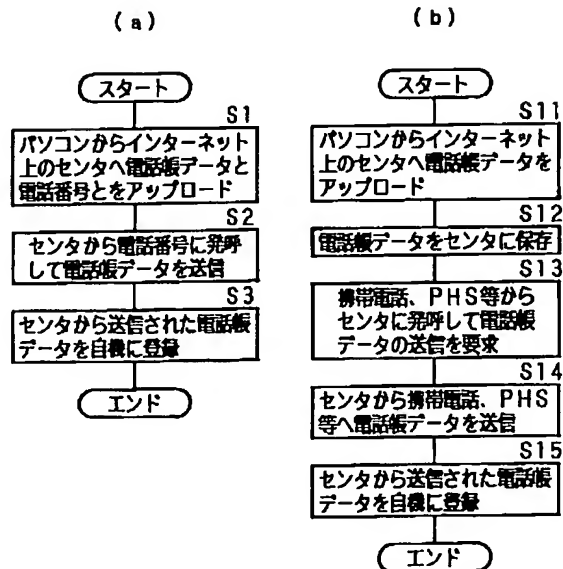 (a)
スタート
S1
パソコンからインターネット
上のセンタへ電話帳データと
電話番号とをアップロード
S2
センタから電話番号に発呼
して電話帳データを送信
S3
センタから送信された電話帳
データを自機に登録
エンド
(b)
スタート
S11
パソコンからインターネット
上のセンタへ電話帳データを
アップロード
S12
電話帳データをセンタに保存
S13
携帯電話、PHS等から
センタに発呼して電話帳
データの送信を要求
S14
センタから携帯電話、PHS
等へ電話帳データを送信
S15
センタから送信された電話帳
データを自機に登録
エンド